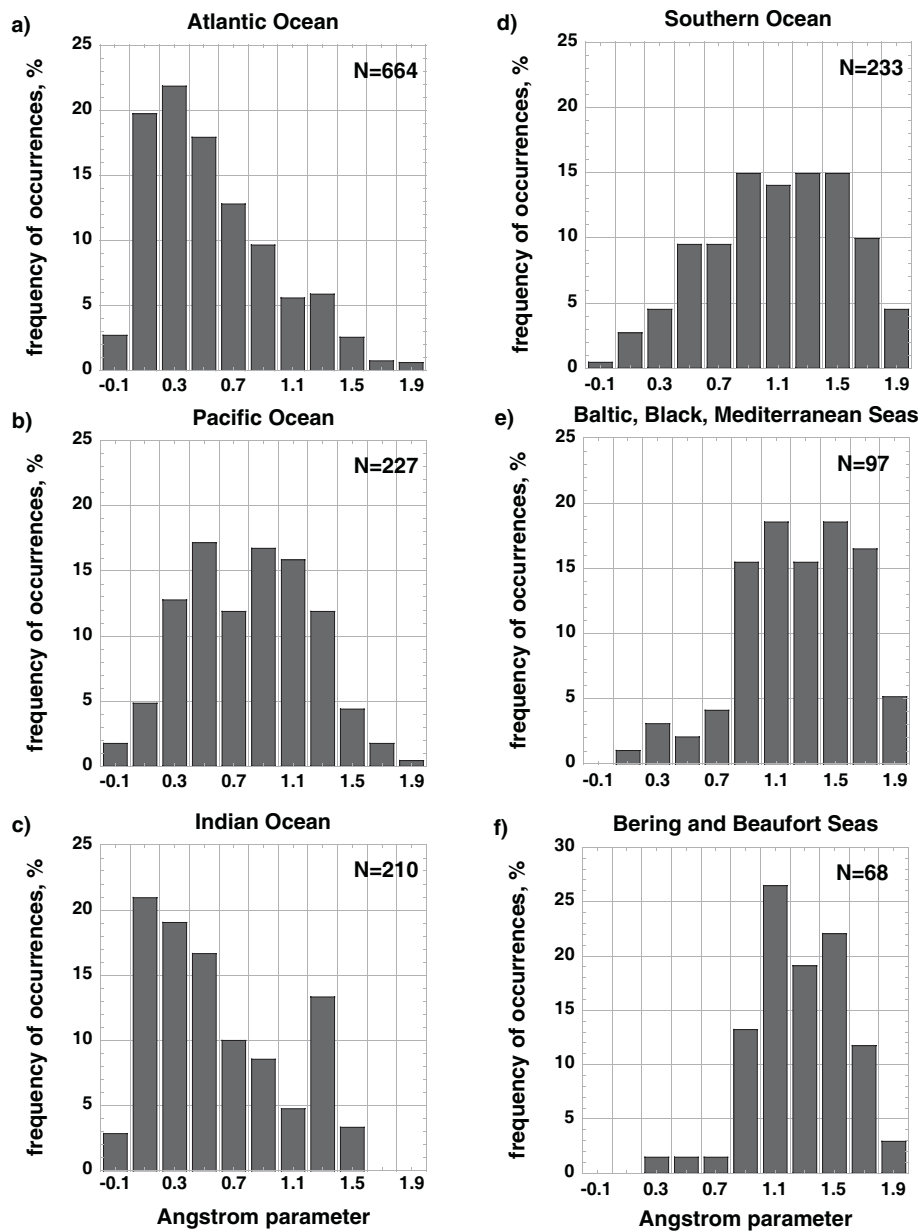 a)
Atlantic Ocean
N=664
frequency of occurrences, %
25
20
15
10
5
0
-0.1 0.3 0.7 1.1 1.5 1.9
b)
Pacific Ocean
N=227
frequency of occurrences, %
25
20
15
10
5
0
-0.1 0.3 0.7 1.1 1.5 1.9
c)
Indian Ocean
N=210
frequency of occurrences, %
25
20
15
10
5
0
-0.1 0.3 0.7 1.1 1.5 1.9
Angstrom parameter
d)
Southern Ocean
N=233
frequency of occurrences, %
25
20
15
10
5
0
-0.1 0.3 0.7 1.1 1.5 1.9
e)
Baltic, Black, Mediterranean Seas
N=97
frequency of occurrences, %
25
20
15
10
5
0
-0.1 0.3 0.7 1.1 1.5 1.9
f)
Bering and Beaufort Seas
N=68
frequency of occurrences, %
30
25
20
15
10
5
0
-0.1 0.3 0.7 1.1 1.5 1.9
Angstrom parameter